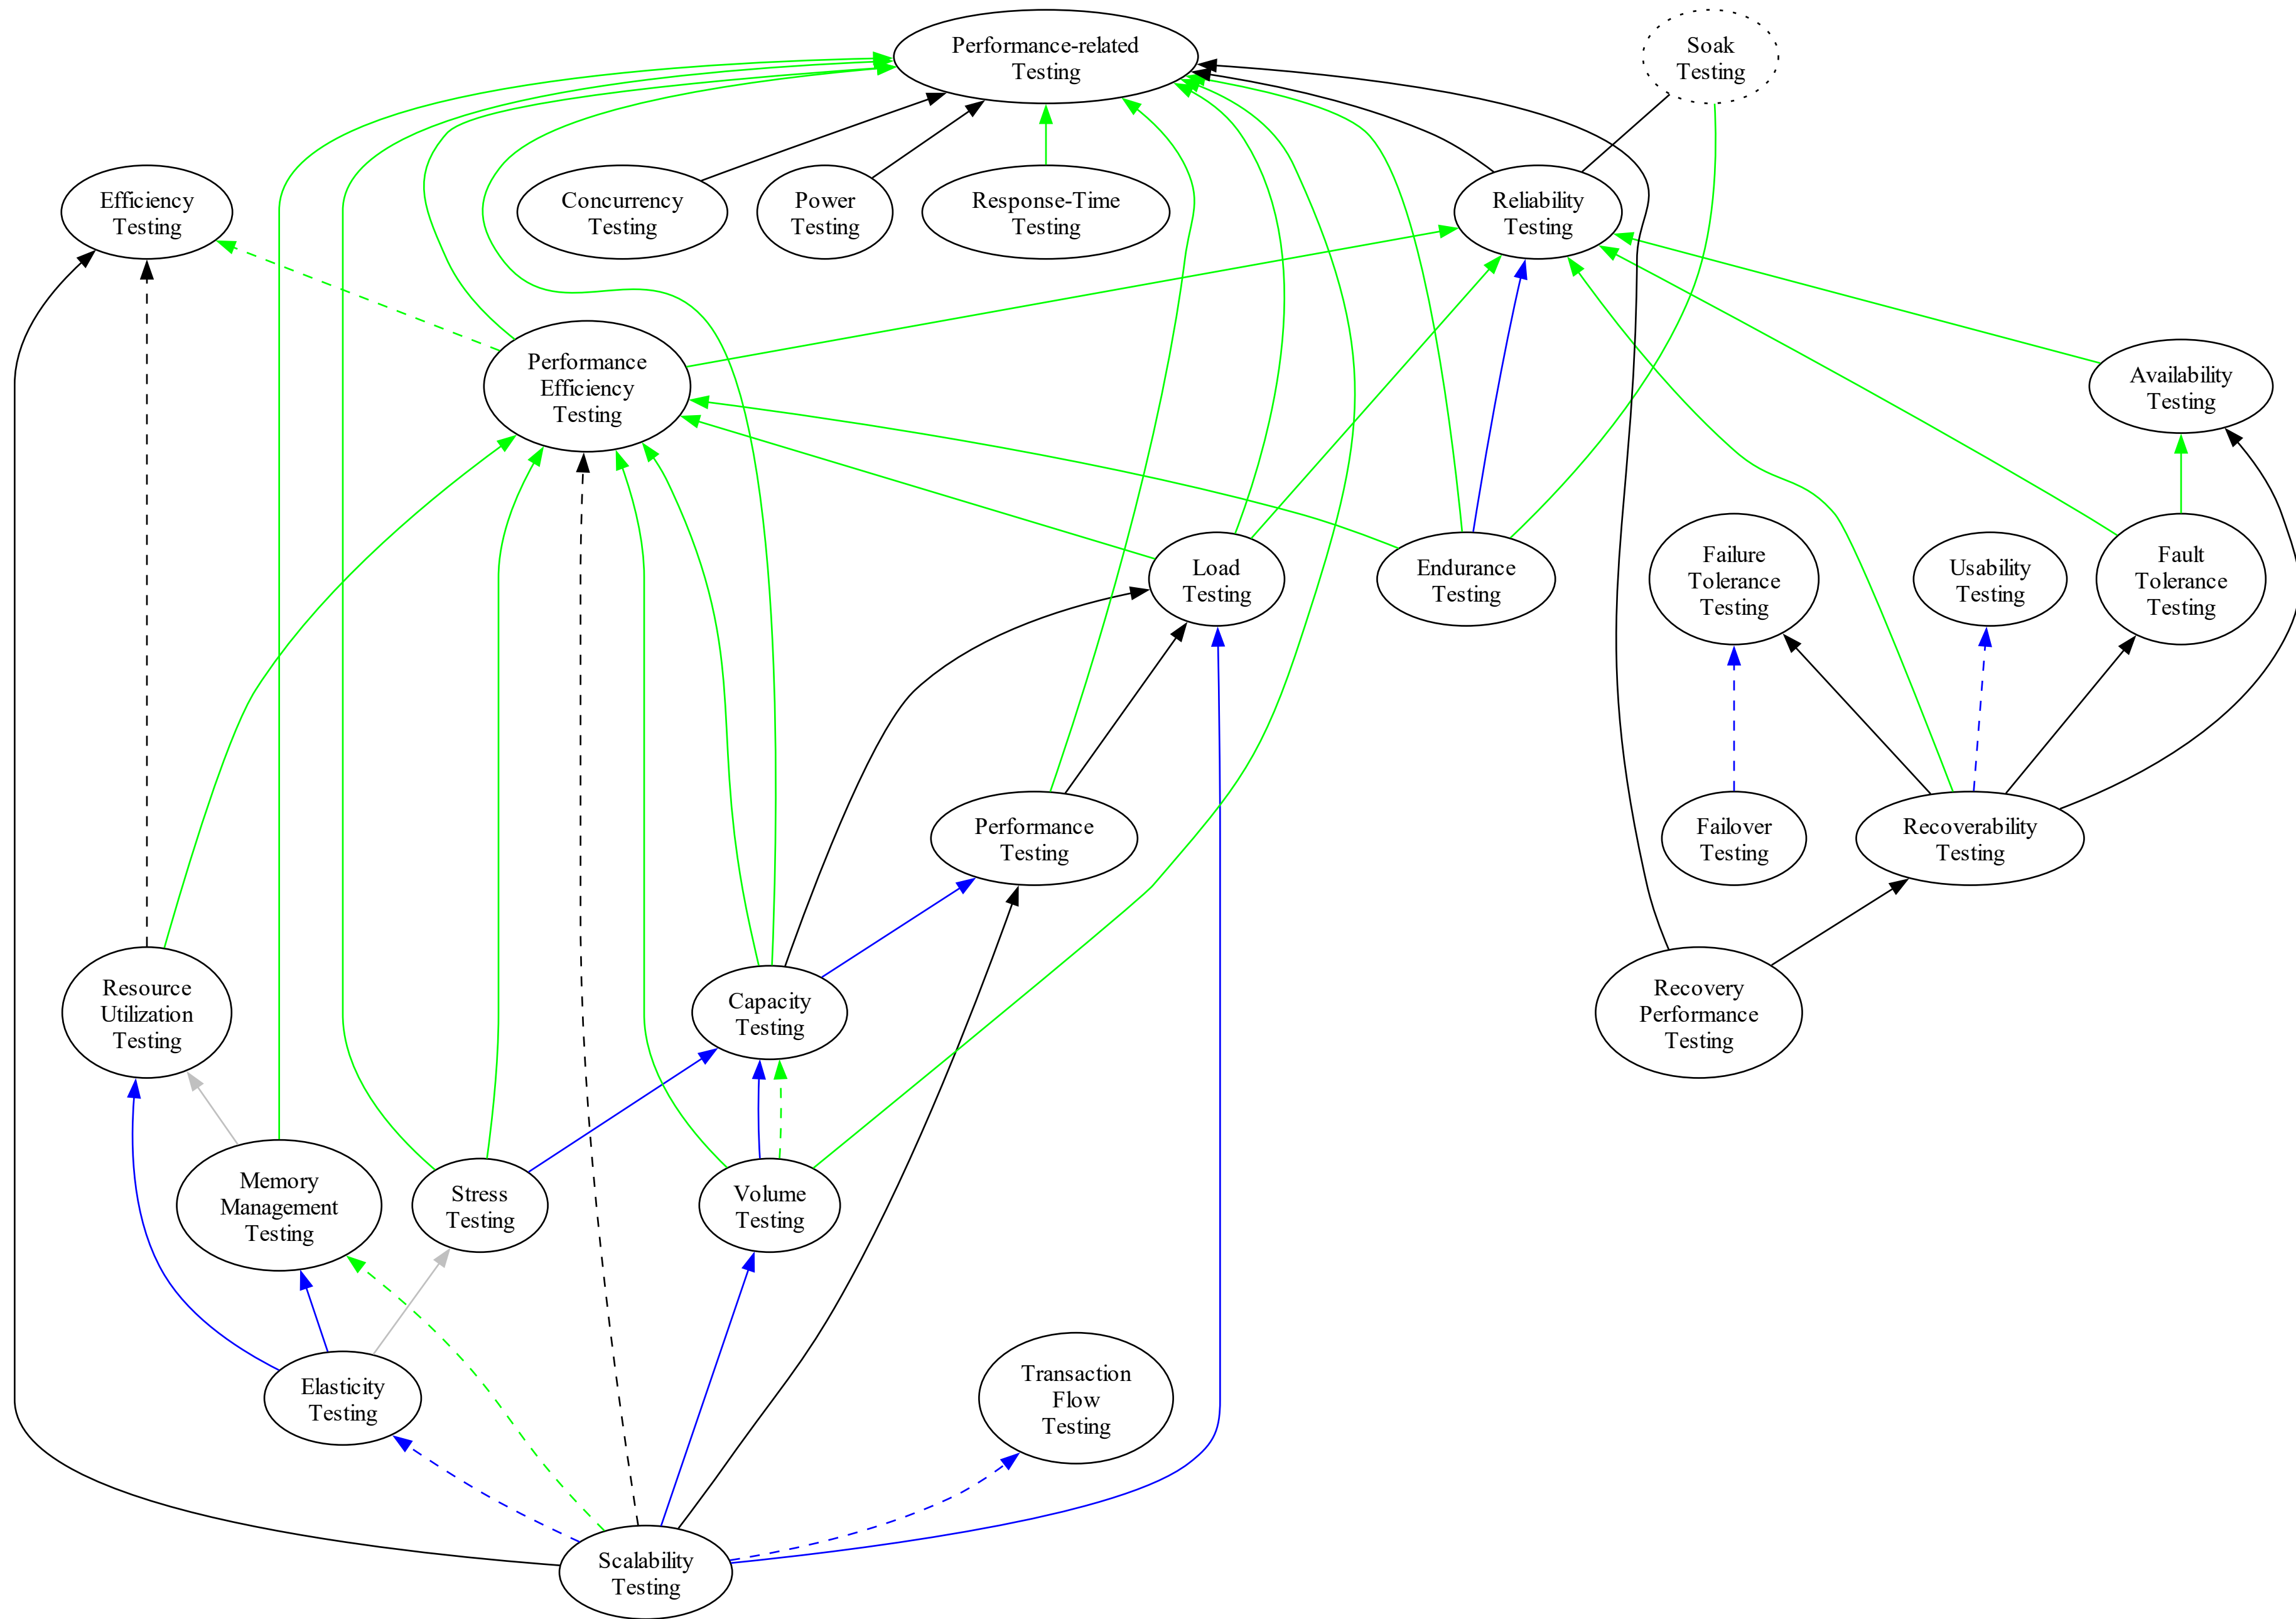 Performance-related
Testing
Soak
Testing
Efficiency
Testing
Concurrency
Testing
Power
Testing
Response-Time
Testing
Reliability
Testing
Performance
Efficiency
Testing
Availability
Testing
Load
Testing
Endurance
Testing
Failure
Tolerance
Testing
Usability
Testing
Fault
Tolerance
Testing
Performance
Testing
Failover
Testing
Recoverability
Testing
Resource
Utilization
Testing
Capacity
Testing
Recovery
Performance
Testing
Memory
Management
Testing
Stress
Testing
Volume
Testing
Elasticity
Testing
Transaction
Flow
Testing
Scalability
Testing